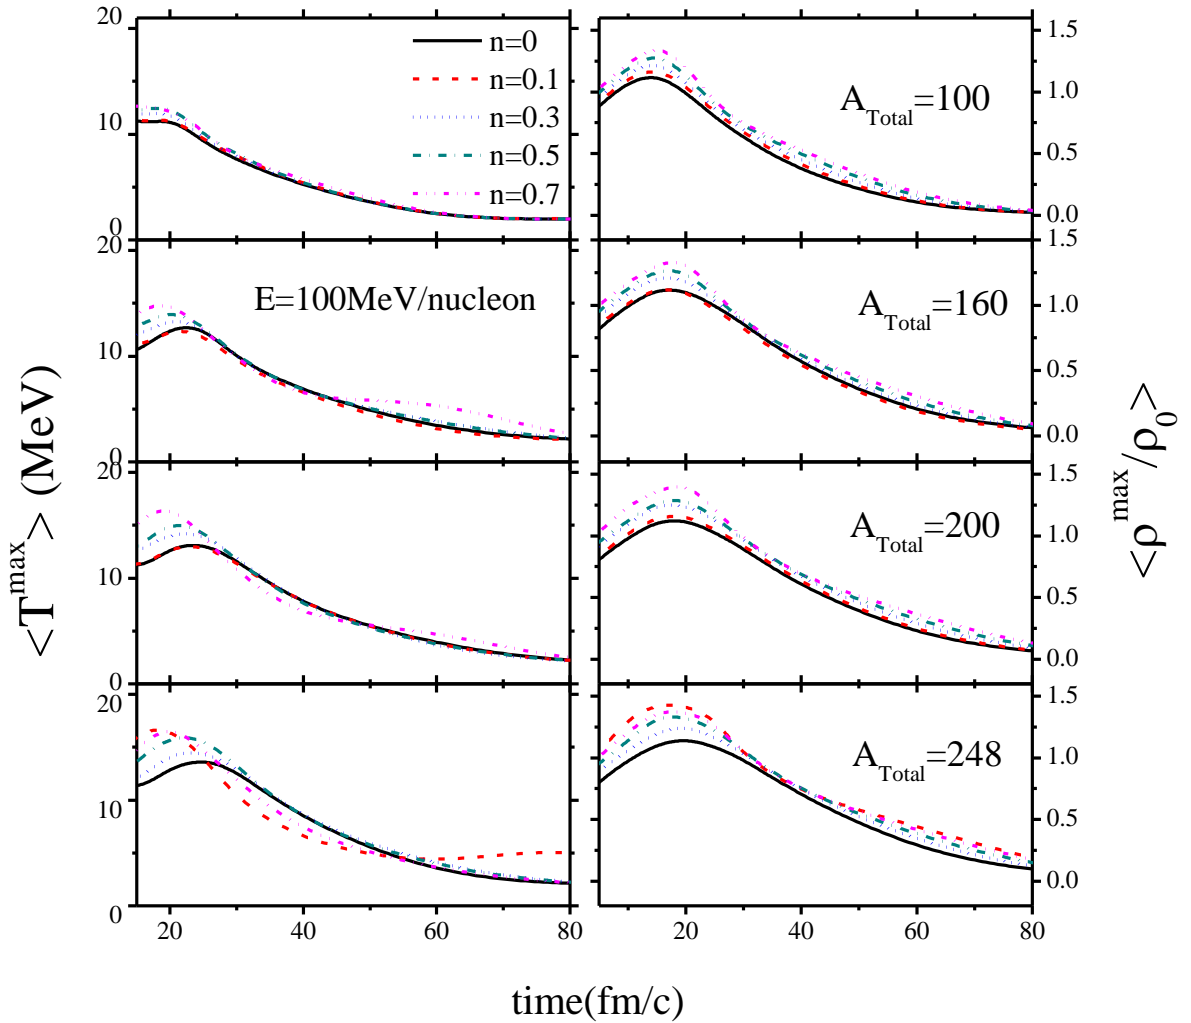 20
10
0
n=0
n=0.1
n=0.3
n=0.5
n=0.7
A_Total=100
1.5
1.0
0.5
0.0
20
10
0
E=100MeV/nucleon
A_Total=160
1.5
1.0
0.5
0.0
20
10
0
A_Total=200
1.5
1.0
0.5
0.0
20
10
0
A_Total=248
1.5
1.0
0.5
0.0
20 40 60 80
20 40 60 80
<T^max> (MeV)
<ρ^max/ρ_0>
time(fm/c)